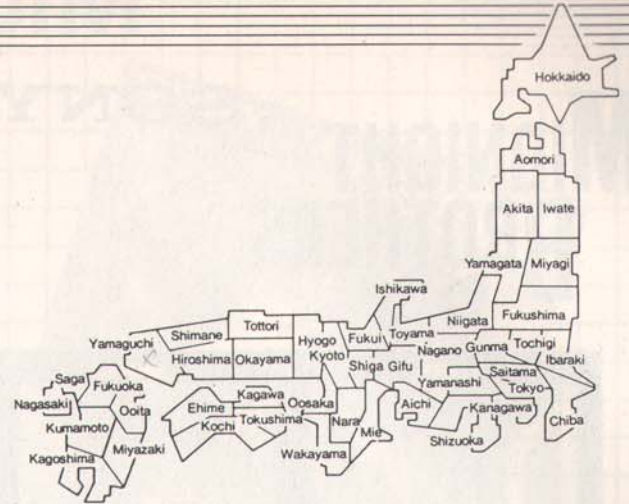 Hokkaido
Aomori
Akita Iwate
Yamagata Miyagi
Ishikawa
Fukushima
Niigata
Toyama
Fukui
Tottori
Hyogo
Shimane
Yamaguchi
Hiroshima Okayama
Kyoto
Shiga Gifu
Nagano Gunma
Tochigi
Ibaraki
Saitama
Tokyo
Yamanashi
Kanagawa
Chiba
Aichi
Shizuoka
Saga
Fukuoka
Nagasaki
Ooita
Kumamoto
Miyazaki
Kagoshima
Kagawa
Ehime
Tokushima
Kochi
Oosaka
Nara
Mie
Wakayama